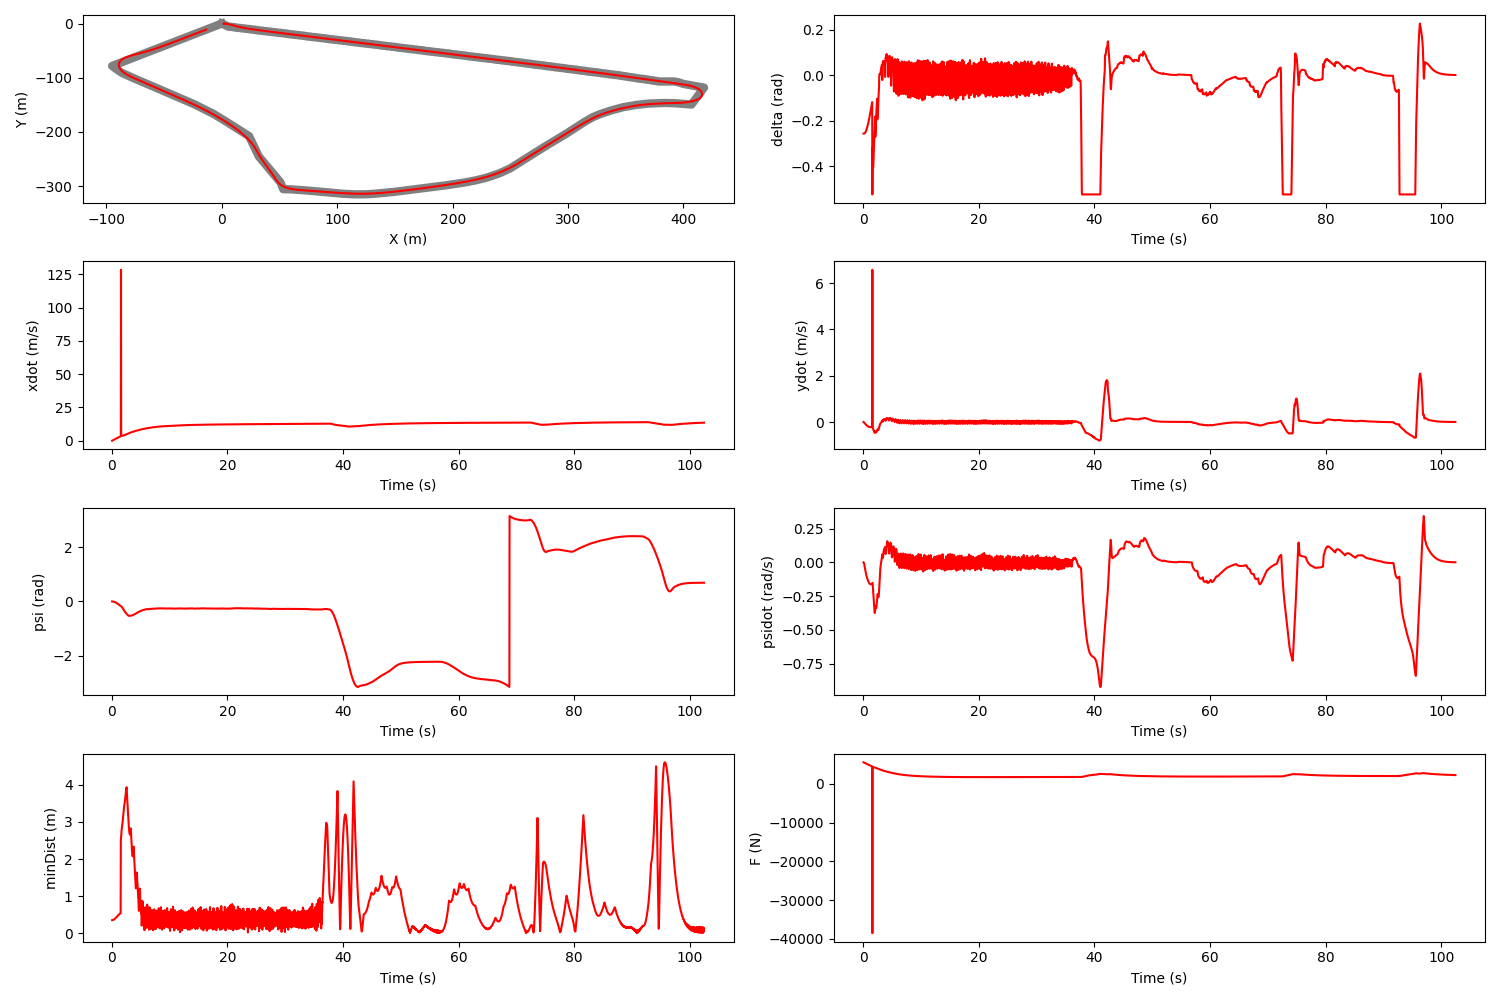 0
−100
−200
−300
Y (m)
−100 0 100 200 300 400
X (m)
0.2
0.0
−0.2
−0.4
delta (rad)
0 20 40 60 80 100
Time (s)
125
100
75
50
25
0
xdot (m/s)
0 20 40 60 80 100
Time (s)
6
4
2
0
ydot (m/s)
0 20 40 60 80 100
Time (s)
2
0
−2
psi (rad)
0 20 40 60 80 100
Time (s)
0.25
0.00
−0.25
−0.50
−0.75
psidot (rad/s)
0 20 40 60 80 100
Time (s)
4
3
2
1
0
minDist (m)
0 20 40 60 80 100
Time (s)
0
−10000
−20000
−30000
−40000
F (N)
0 20 40 60 80 100
Time (s)